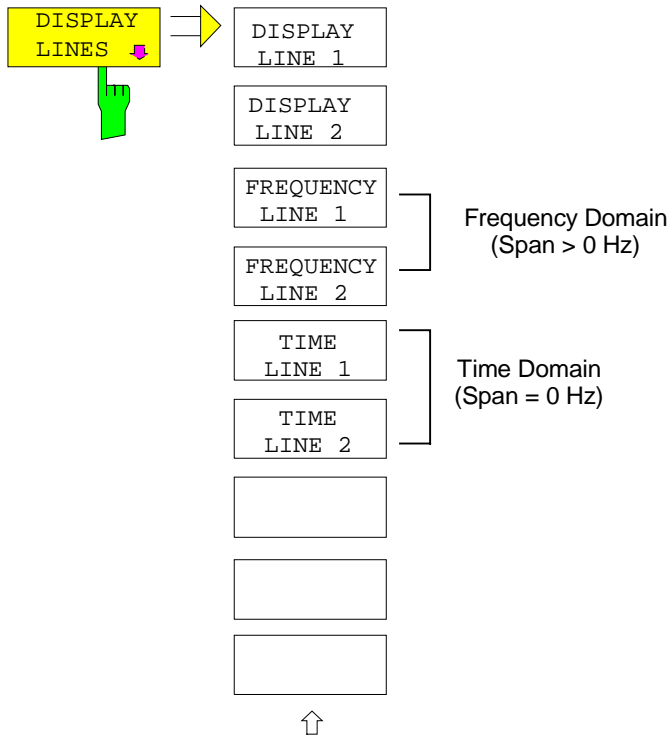 DISPLAY
LINES
DISPLAY
LINE 1
DISPLAY
LINE 2
FREQUENCY
LINE 1
FREQUENCY
LINE 2
Frequency Domain
(Span > 0 Hz)
TIME
LINE 1
TIME
LINE 2
Time Domain
(Span = 0 Hz)